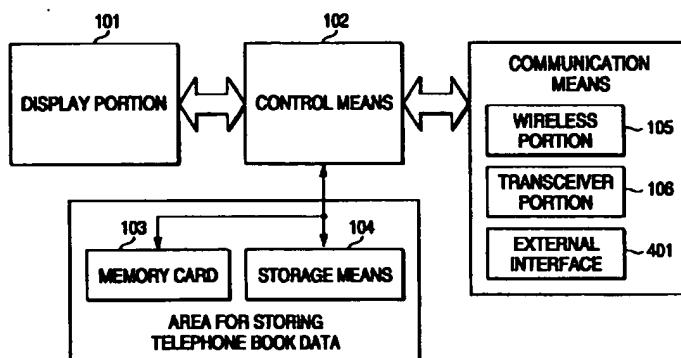 101
DISPLAY PORTION
102
CONTROL MEANS
COMMUNICATION
MEANS
WIRELESS
PORTION
105
TRANSCEIVER
PORTION
106
EXTERNAL
INTERFACE
401
103
MEMORY CARD
104
STORAGE MEANS
AREA FOR STORING
TELEPHONE BOOK DATA